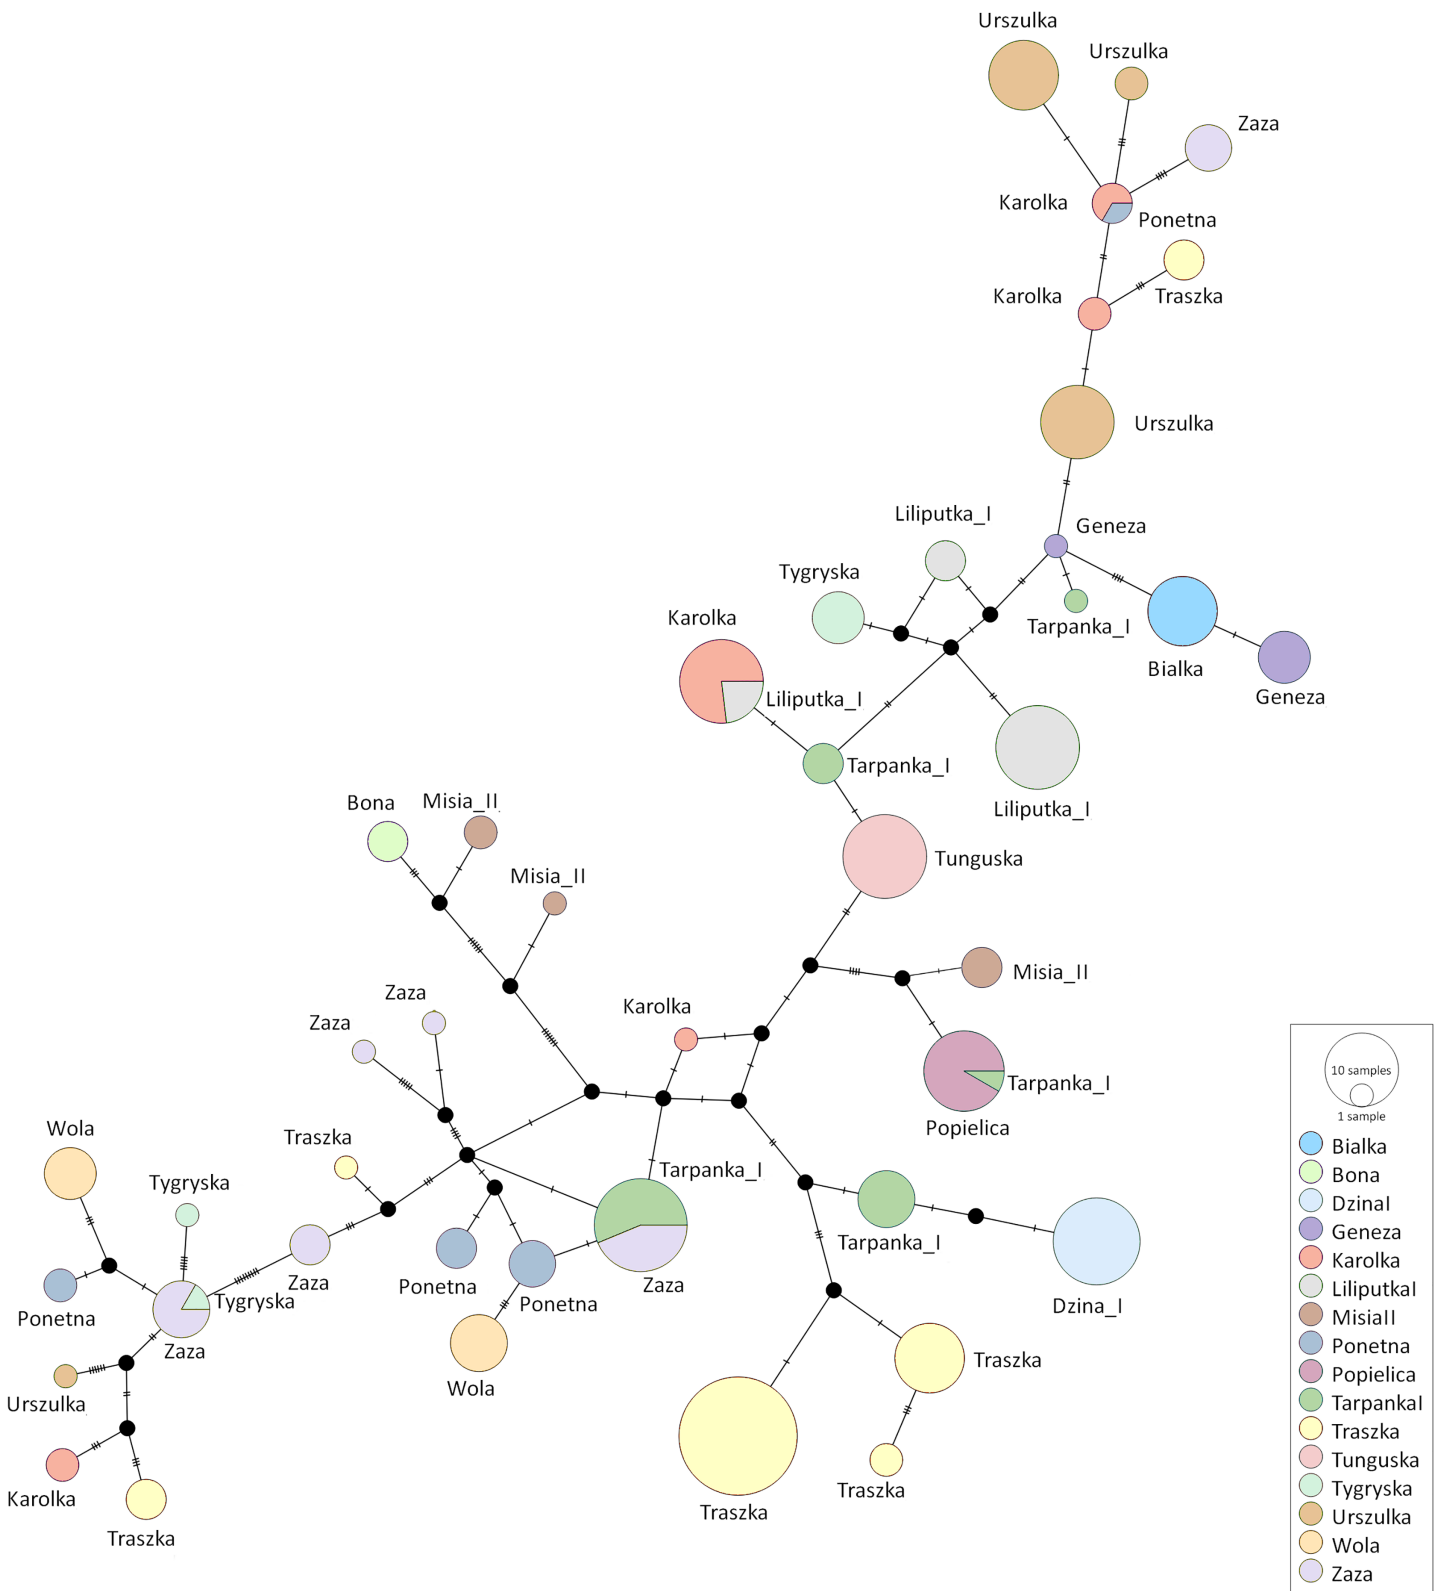 Urszulka
Urszulka
Zaza
Karolka
Ponetna
Karolka
Traszka
Urszulka
Liliputka_I
Geneza
Tygryska
Karolka
Tarpanka_I
Bialka
Geneza
Liliputka_I
Tarpanka_I
Liliputka_I
Bona
Misia_II
Tunguska
Misia_II
Misia_II
Zaza
Karolka
Zaza
Tarpanka_I
Popielica
Wola
Traszka
Tarpanka_I
Tygryska
Tarpanka_I
Zaza
Ponetna
Zaza
Tygryska
Ponetna
Dzina_I
Ponetna
Zaza
Traszka
Wola
Urszulka
Traszka
Karolka
Traszka
Traszka
10 samples
1 sample
Bialka
Bona
DzinaI
Geneza
Karolka
LiliputkaI
MisiaII
Ponetna
Popielica
TarpankaI
Traszka
Tunguska
Tygryska
Urszulka
Wola
Zaza